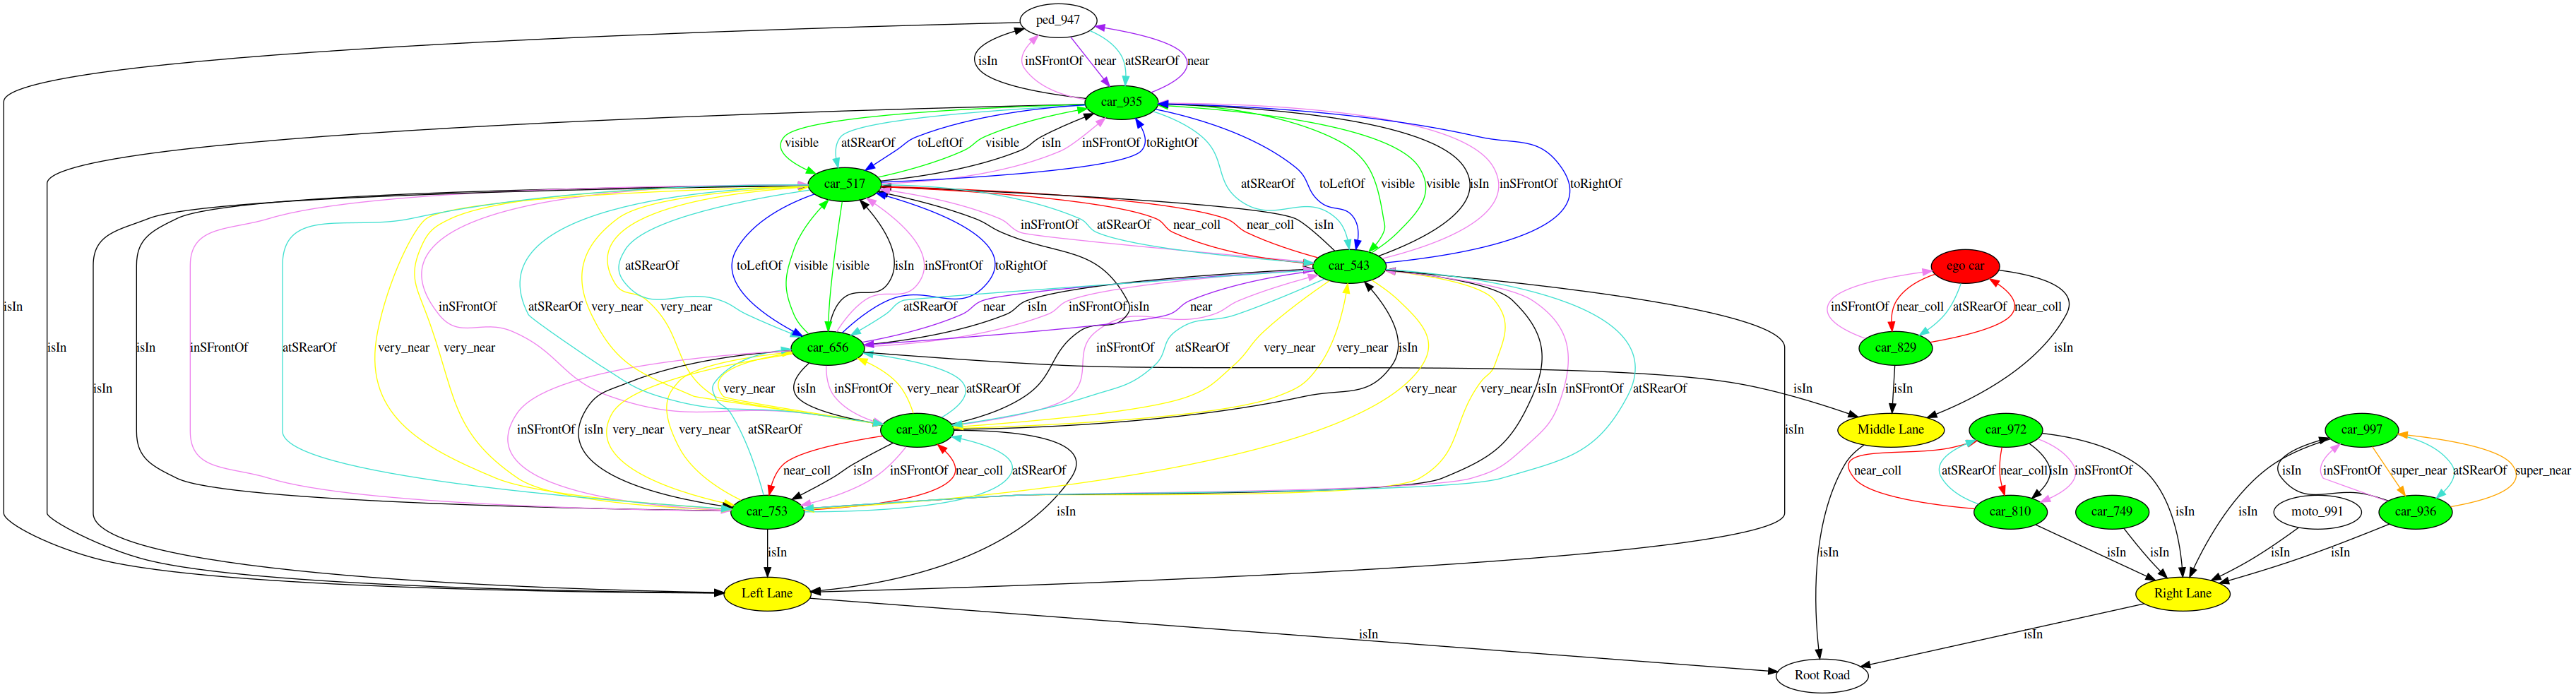 ped_947
isIn inSFrontOf near atSRearOf near
car_935
visible atSRearOf toLeftOf visible isIn inSFrontOf toRightOf
car_517 atSRearOf toLeftOf visible visible isIn inSFrontOf toRightOf
inSFrontOf atSRearOf near_coll near_coll isIn
atSRearOf toLeftOf visible visible isIn inSFrontOf toRightOf car_543 ego car
isIn inSFrontOf atSRearOf very_near very_near atSRearOf near isIn inSFrontOf isIn near inSFrontOf near_coll atSRearOf near_coll
isIn isIn inSFrontOf atSRearOf very_near very_near car_656 inSFrontOf atSRearOf very_near very_near isIn car_829 isIn
isIn very_near isIn inSFrontOf very_near atSRearOf very_near very_near isIn inSFrontOf atSRearOf isIn isIn
inSFrontOf isIn very_near very_near atSRearOf car_802 isIn Middle Lane car_972 car_997
near_coll isIn inSFrontOf near_coll atSRearOf near_coll atSRearOf near_coll isIn inSFrontOf isIn inSFrontOf super_near atSRearOf super_near
car_753 isIn car_810 car_749 isIn isIn moto_991 car_936
isIn isIn isIn isIn isIn isIn
Left Lane Right Lane
isIn isIn
Root Road